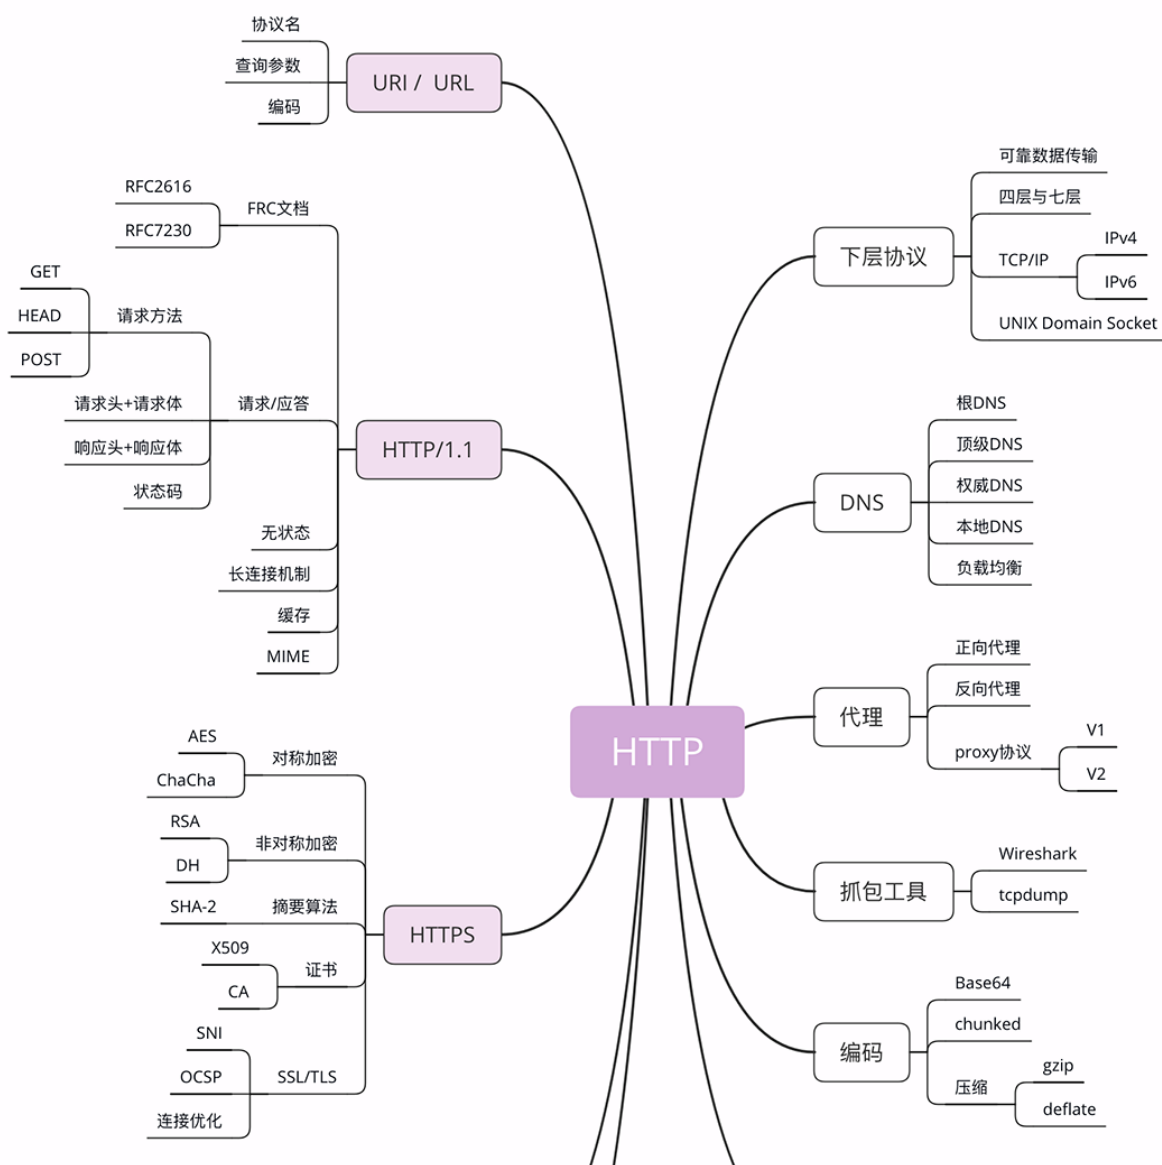 HTTP
URI / URL
协议名
查询参数
编码
HTTP/1.1
FRC文档
RFC2616
RFC7230
请求/应答
请求方法
GET
HEAD
POST
请求头+请求体
响应头+响应体
状态码
无状态
长连接机制
缓存
MIME
HTTPS
对称加密
AES
ChaCha
非对称加密
RSA
DH
摘要算法
SHA-2
证书
X509
CA
SSL/TLS
SNI
OCSP
连接优化
下层协议
可靠数据传输
四层与七层
TCP/IP
IPv4
IPv6
UNIX Domain Socket
DNS
根DNS
顶级DNS
权威DNS
本地DNS
负载均衡
代理
正向代理
反向代理
proxy协议
V1
V2
抓包工具
Wireshark
tcpdump
编码
Base64
chunked
压缩
gzip
deflate